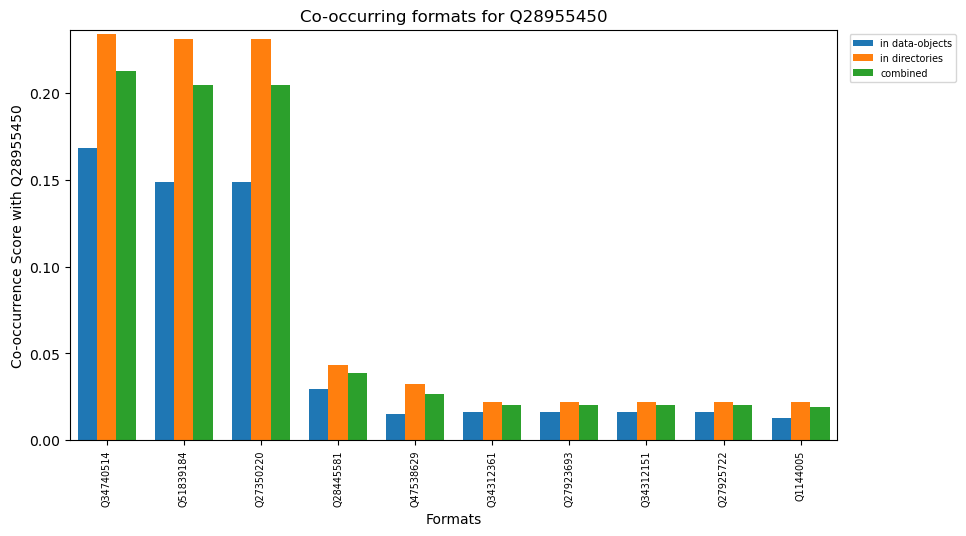 Co-occurring formats for Q28955450
in data-objects
in directories
combined
Co-occurrence Score with Q28955450
0.20
0.15
0.10
0.05
0.00
Q34740514
Q51839184
Q27350220
Q28445581
Q47538629
Q34312361
Q27923693
Q34312151
Q27925722
Q1144005
Formats